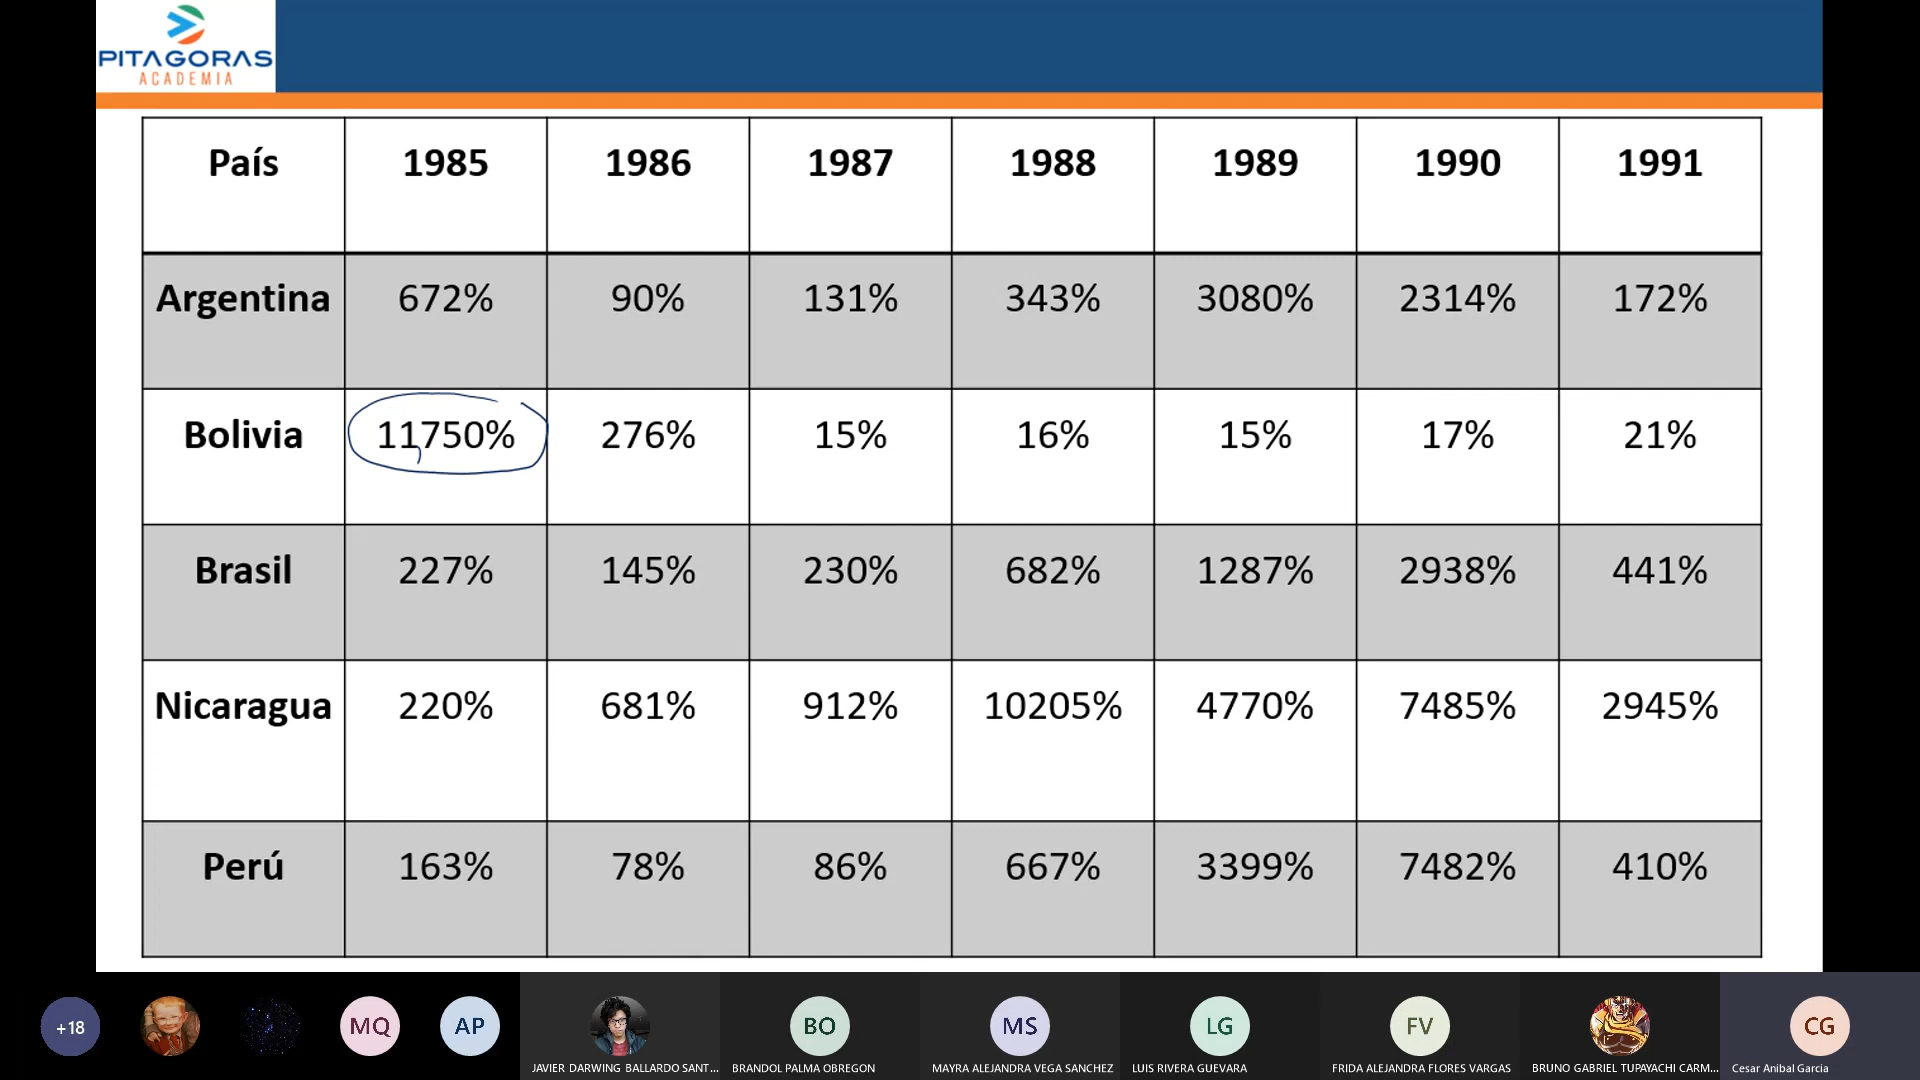 PITAGORAS
ACADEMIA
País 1985 1986 1987 1988 1989 1990 1991
Argentina 672% 90% 131% 343% 3080% 2314% 172%
Bolivia 11750% 276% 15% 16% 15% 17% 21%
Brasil 227% 145% 230% 682% 1287% 2938% 441%
Nicaragua 220% 681% 912% 10205% 4770% 7485% 2945%
Perú 163% 78% 86% 667% 3399% 7482% 410%
+18 MQ AP BO MS LG FV CG
JAVIER DARWING BALLARDO SANT... BRANDOL PALMA OBREGON MAYRA ALEJANDRA VEGA SANCHEZ LUIS RIVERA GUEVARA FRIDA ALEJANDRA FLORES VARGAS BRUNO GABRIEL TUPAYACHI CARM... Cesar Anibal Garcia